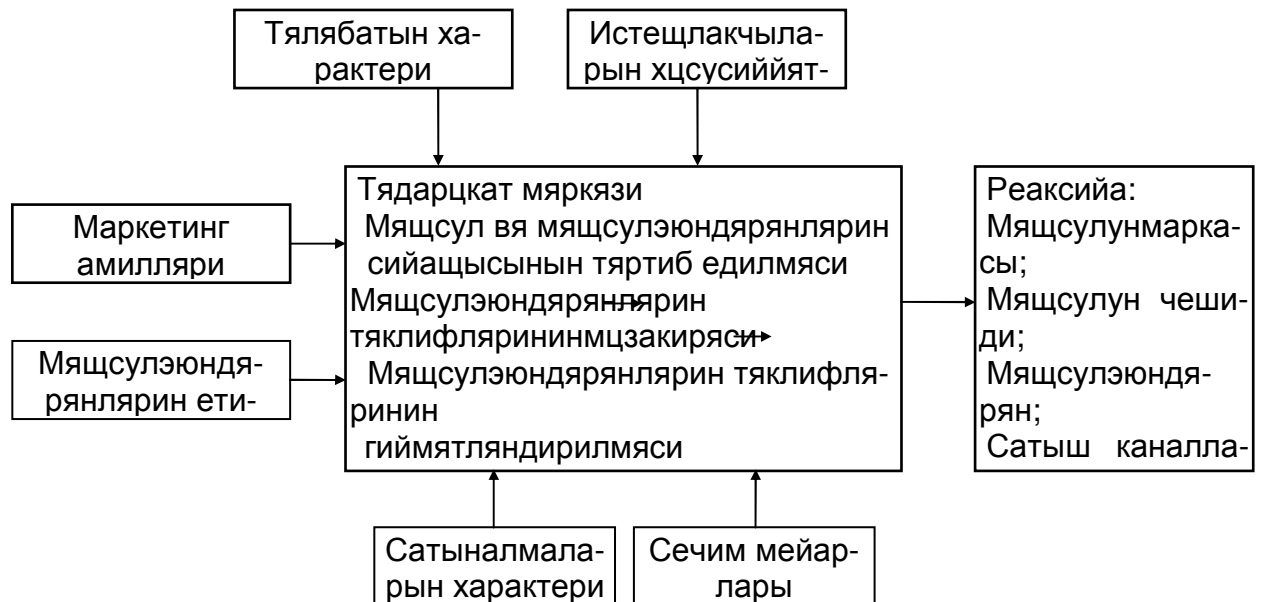 Тялябатын ха-
рактери
Истещлакчыла-
рын хцсусиййят-
Маркетинг
амилляри
Мящсулэюндя-
рянлярин ети-
Тядарцкат мяркязи
Мящсул вя мящсулэюндярянлярин
сийащысынын тяртиб едилмяси
Мящсулэюндярянлярин
тяклифлярининмцзакиряси
Мящсулэюндярянлярин тяклифля-
ринин
гиймятляндирилмяси
Реаксийа:
Мящсулунмарка-
сы;
Мящсулун чеши-
ди;
Мящсулэюндя-
рян;
Сатыш каналла-
Сатыналмала-
рын характери
Сечим мейар-
лары